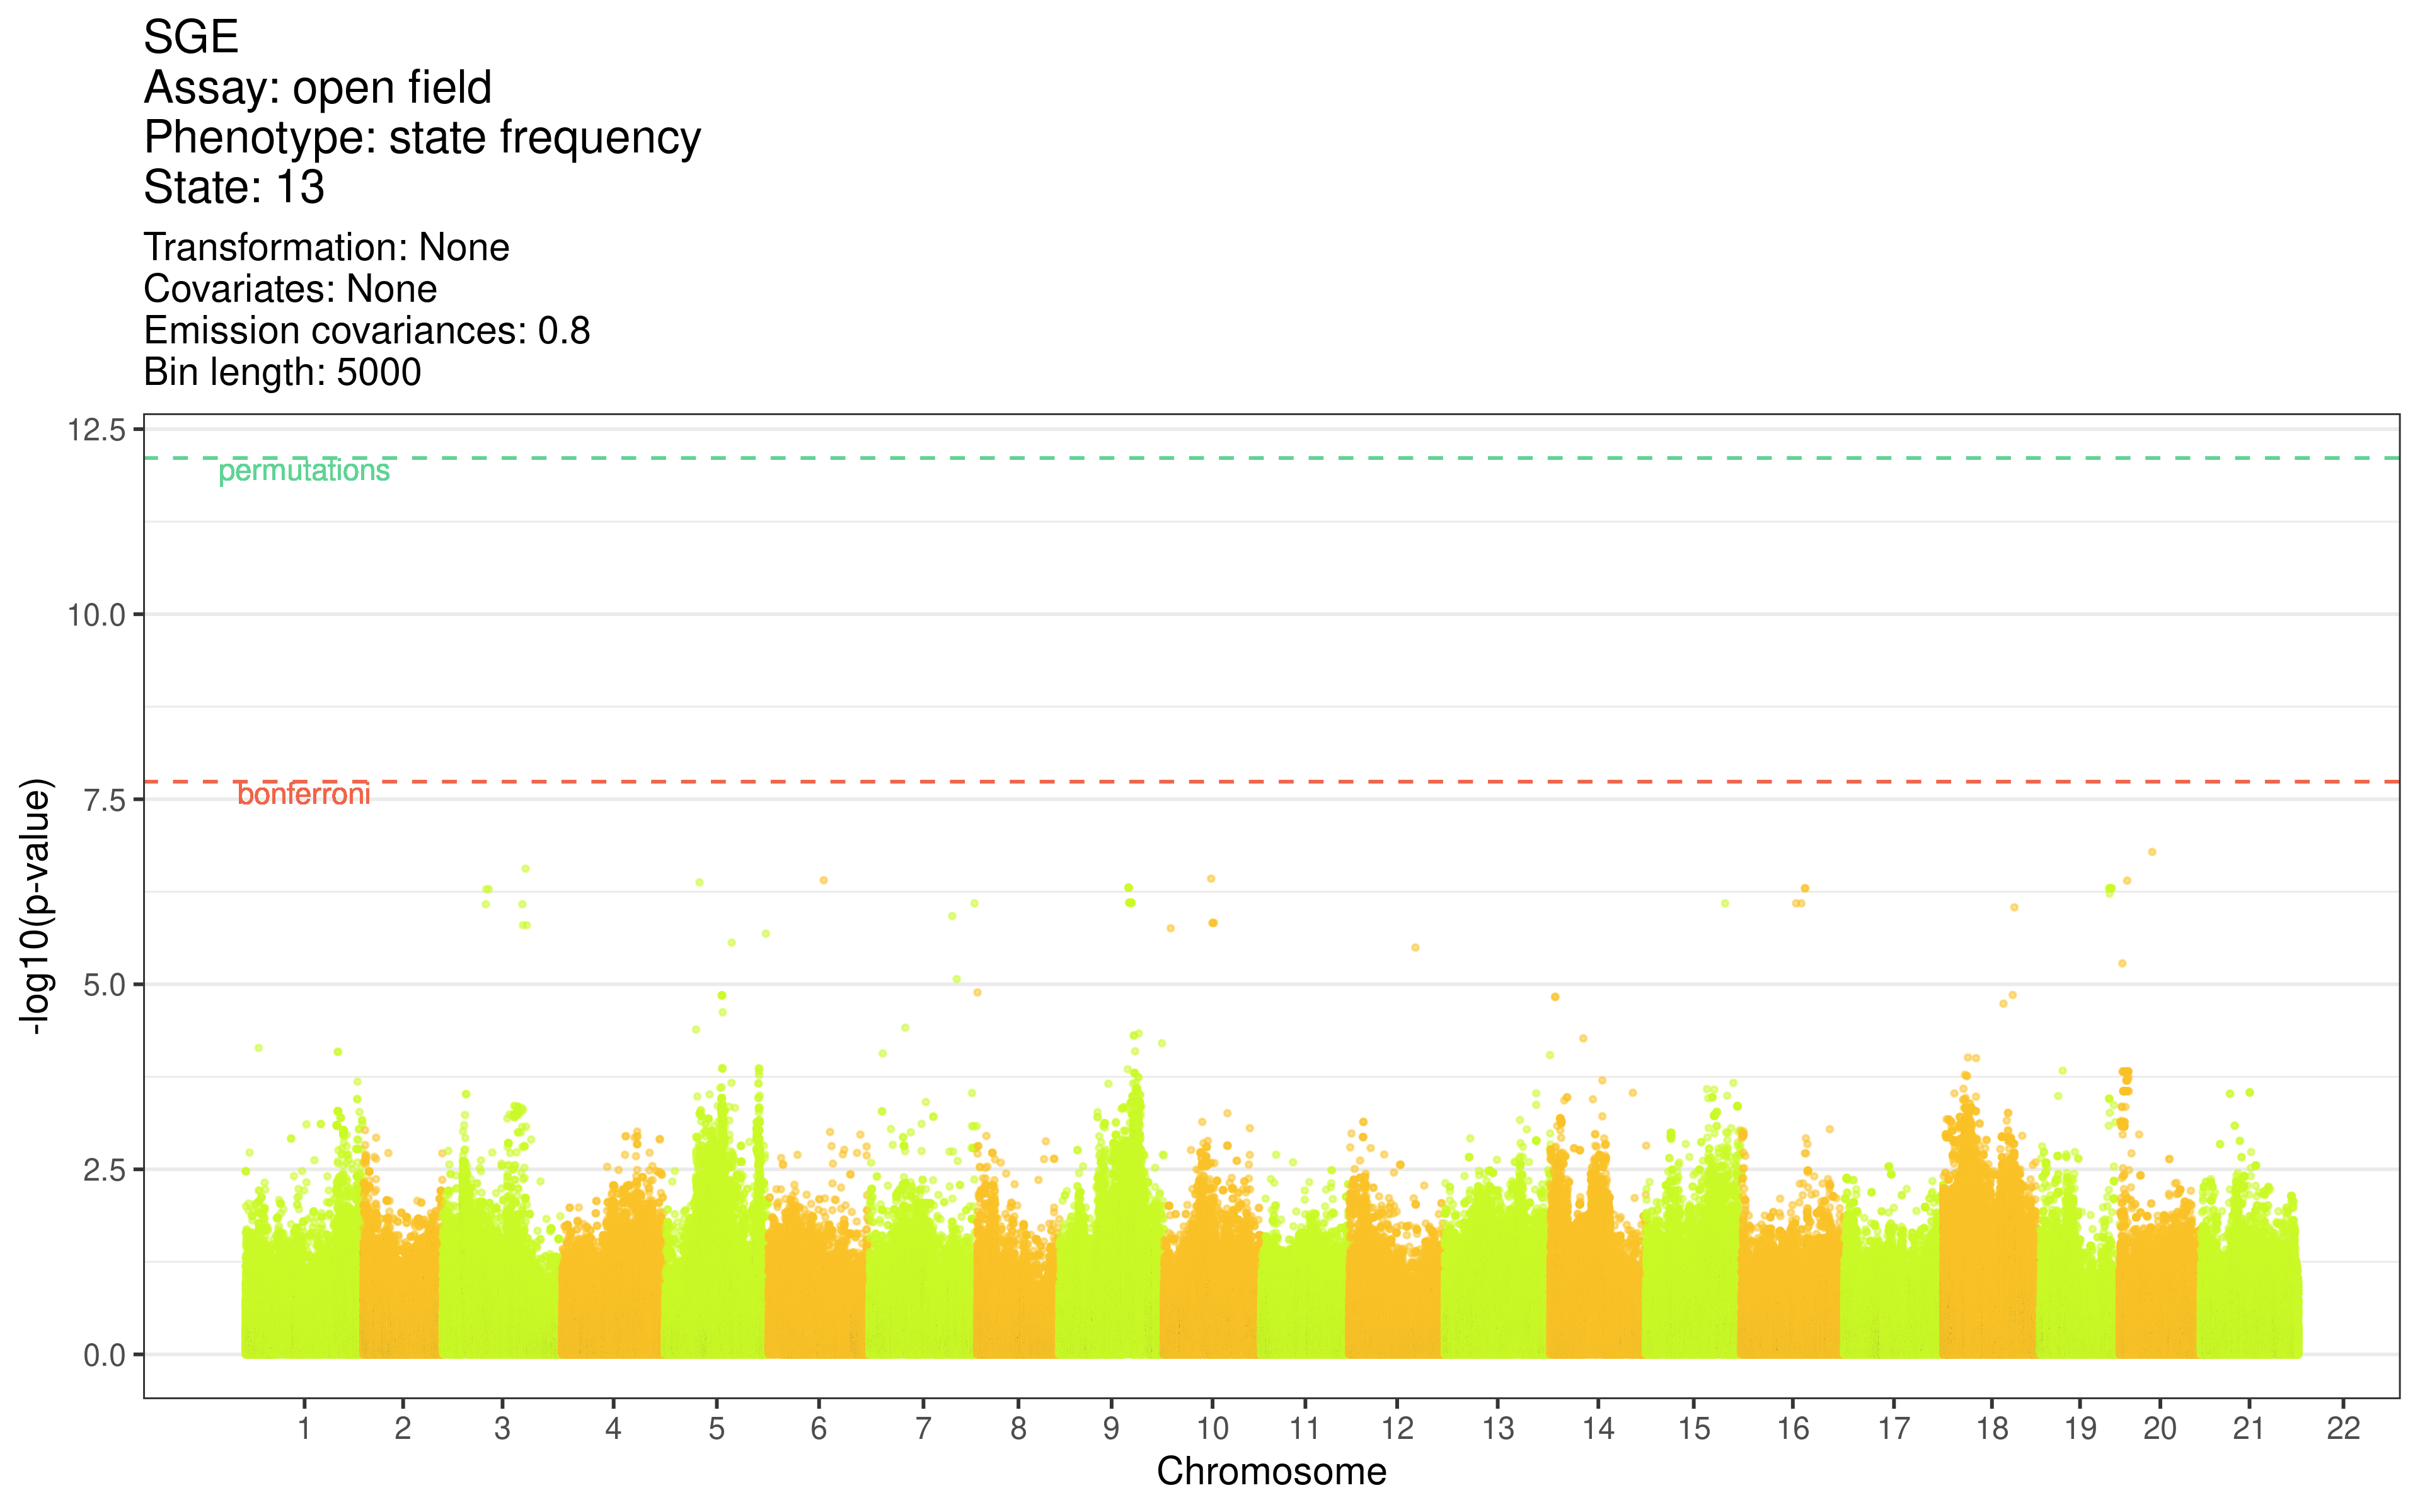 SGE
Assay: open field
Phenotype: state frequency
State: 13
Transformation: None
Covariates: None
Emission covariances: 0.8
Bin length: 5000
12.5
permutations
10.0
bonferroni
7.5
5.0
2.5
0.0
-log10(p-value)
1 2 3 4 5 6 7 8 9 10 11 12 13 14 15 16 17 18 19 20 21 22
Chromosome